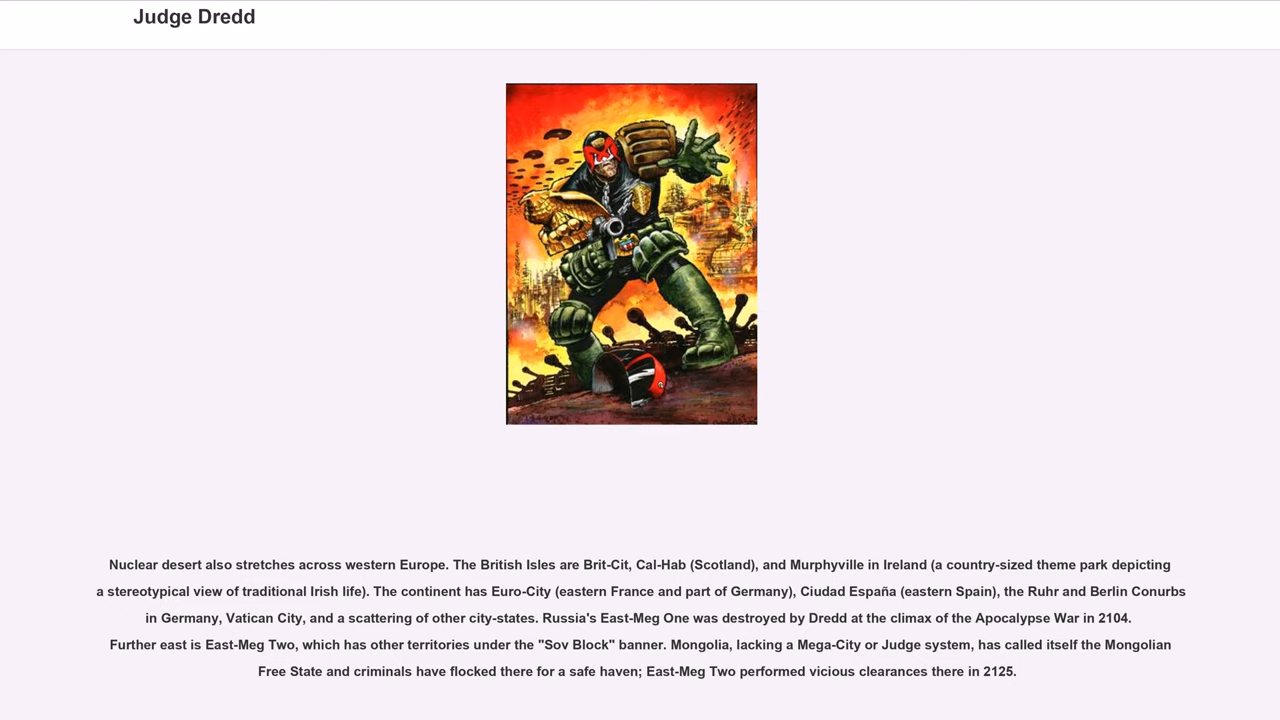 Judge Dredd
Nuclear desert also stretches across western Europe. The British Isles are Brit-Cit, Cal-Hab (Scotland), and Murphyville in Ireland (a country-sized theme park depicting
a stereotypical view of traditional Irish life). The continent has Euro-City (eastern France and part of Germany), Ciudad España (eastern Spain), the Ruhr and Berlin Conurbs
in Germany, Vatican City, and a scattering of other city-states. Russia's East-Meg One was destroyed by Dredd at the climax of the Apocalypse War in 2104.
Further east is East-Meg Two, which has other territories under the "Sov Block" banner. Mongolia, lacking a Mega-City or Judge system, has called itself the Mongolian
Free State and criminals have flocked there for a safe haven; East-Meg Two performed vicious clearances there in 2125.